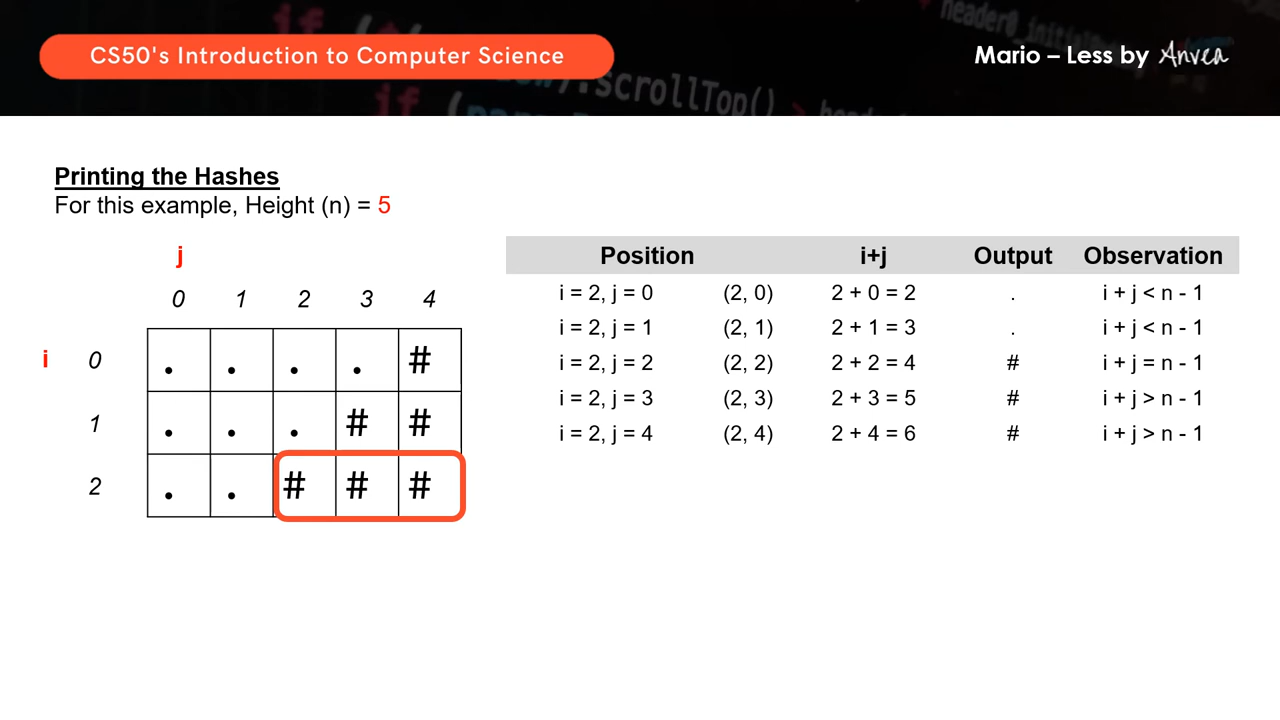 if
CS50's Introduction to Computer Science
Mario – Less by Anvea
.scrollTop() >
if (
Printing the Hashes
For this example, Height (n) = 5
j
0 1 2 3 4
i 0 . . . . #
1 . . . # #
2 . . # # #
Position i+j Output Observation
i = 2, j = 0 (2, 0) 2 + 0 = 2 . i + j < n - 1
i = 2, j = 1 (2, 1) 2 + 1 = 3 . i + j < n - 1
i = 2, j = 2 (2, 2) 2 + 2 = 4 # i + j = n - 1
i = 2, j = 3 (2, 3) 2 + 3 = 5 # i + j > n - 1
i = 2, j = 4 (2, 4) 2 + 4 = 6 # i + j > n - 1